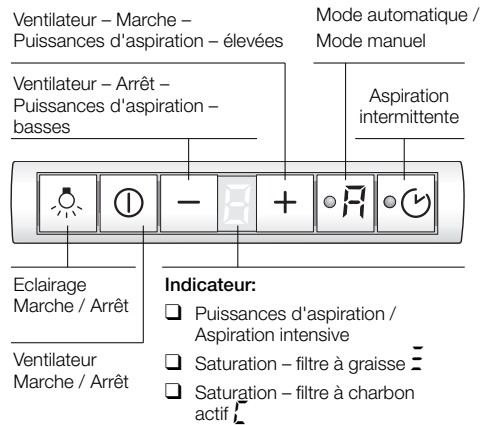 Ventilateur – Marche –
Puissances d'aspiration – élevées
Mode automatique /
Mode manuel
Ventilateur – Arrêt –
Puissances d'aspiration –
basses
Aspiration
intermittente
– 8 + A
Eclairage
Marche / Arrêt
Ventilateur
Marche / Arrêt
Indicateur:
❏ Puissances d'aspiration /
Aspiration intensive
❏ Saturation – filtre à graisse
❏ Saturation – filtre à charbon
actif